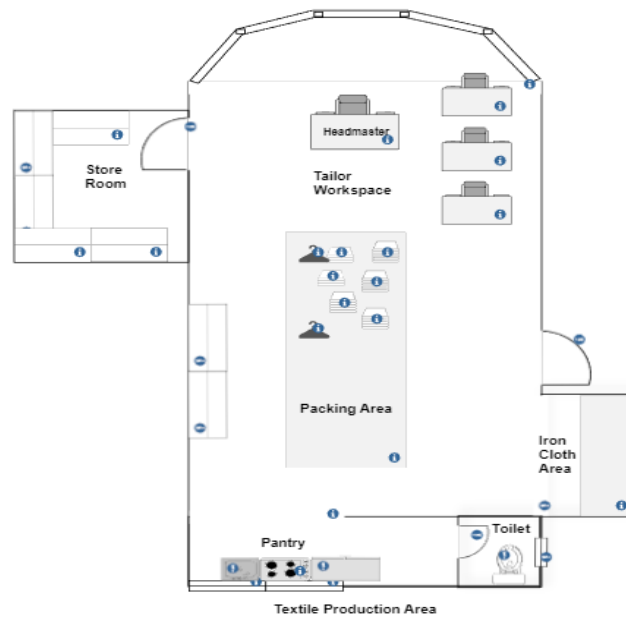 Headmaster
Store
Room
Tailor
Workspace
Packing Area
Iron
Cloth
Area
Toilet
Pantry
Textile Production Area